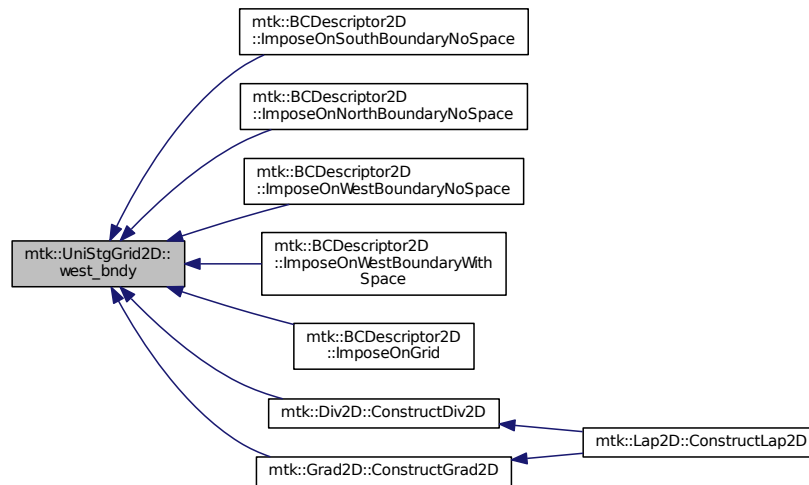 mtk::BCDescriptor2D
::ImposeOnSouthBoundaryNoSpace
mtk::BCDescriptor2D
::ImposeOnNorthBoundaryNoSpace
mtk::BCDescriptor2D
::ImposeOnWestBoundaryNoSpace
mtk::UniStgGrid2D::
west_bndy
mtk::BCDescriptor2D
::ImposeOnWestBoundaryWith
Space
mtk::BCDescriptor2D
::ImposeOnGrid
mtk::Div2D::ConstructDiv2D
mtk::Lap2D::ConstructLap2D
mtk::Grad2D::ConstructGrad2D